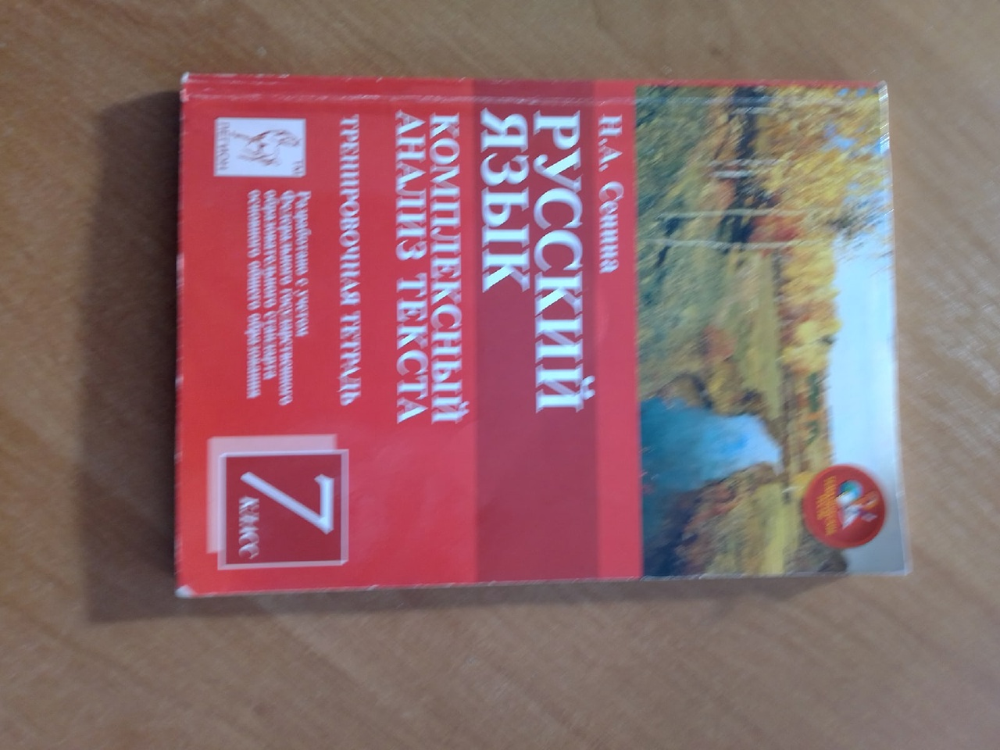 Н.А. Сенина
РУССКИЙ
ЯЗЫК
КОМПЛЕКСНЫЙ
АНАЛИЗ ТЕКСТА
ТРЕНИРОВОЧНАЯ ТЕТРАДЬ
Разработано с учетом
федерального государственного
образовательного стандарта
основного общего образования
ЛЕГИОН
7
класс